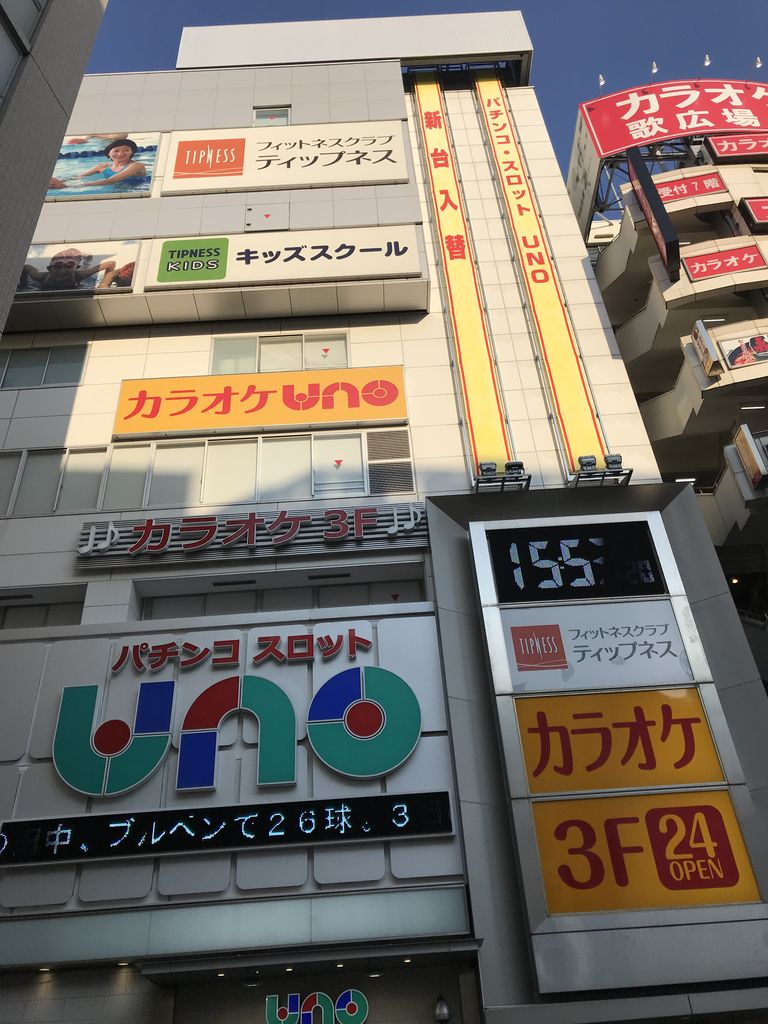 TIPNESS
フィットネスクラブ
ティップネス
TIPNESS
KIDS
キッズスクール
カラオケ UNO
カラオケ 3F
パチンコ スロット
UNO
中、ブルペンで26球。3
UNO
新台入替
パチンコ・スロット UNO
155
TIPNESS
フィットネスクラブ
ティップネス
カラオケ
3F
24
OPEN
カラオケ
歌広場
カラオ
受付7階
カラオケ